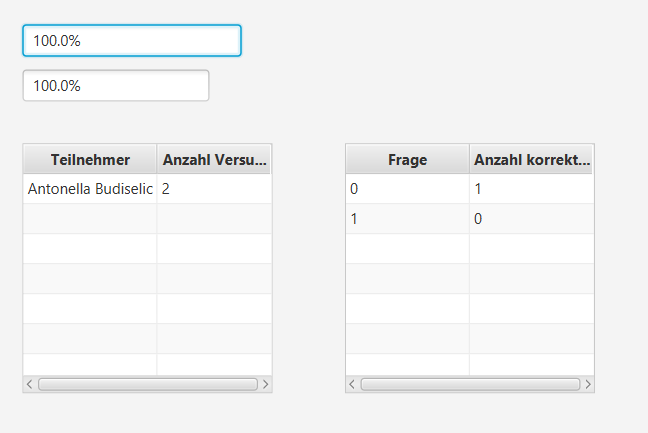 100.0%
100.0%
Teilnehmer Anzahl Versu...
Antonella Budiselic 2
Frage Anzahl korrekt...
0 1
1 0